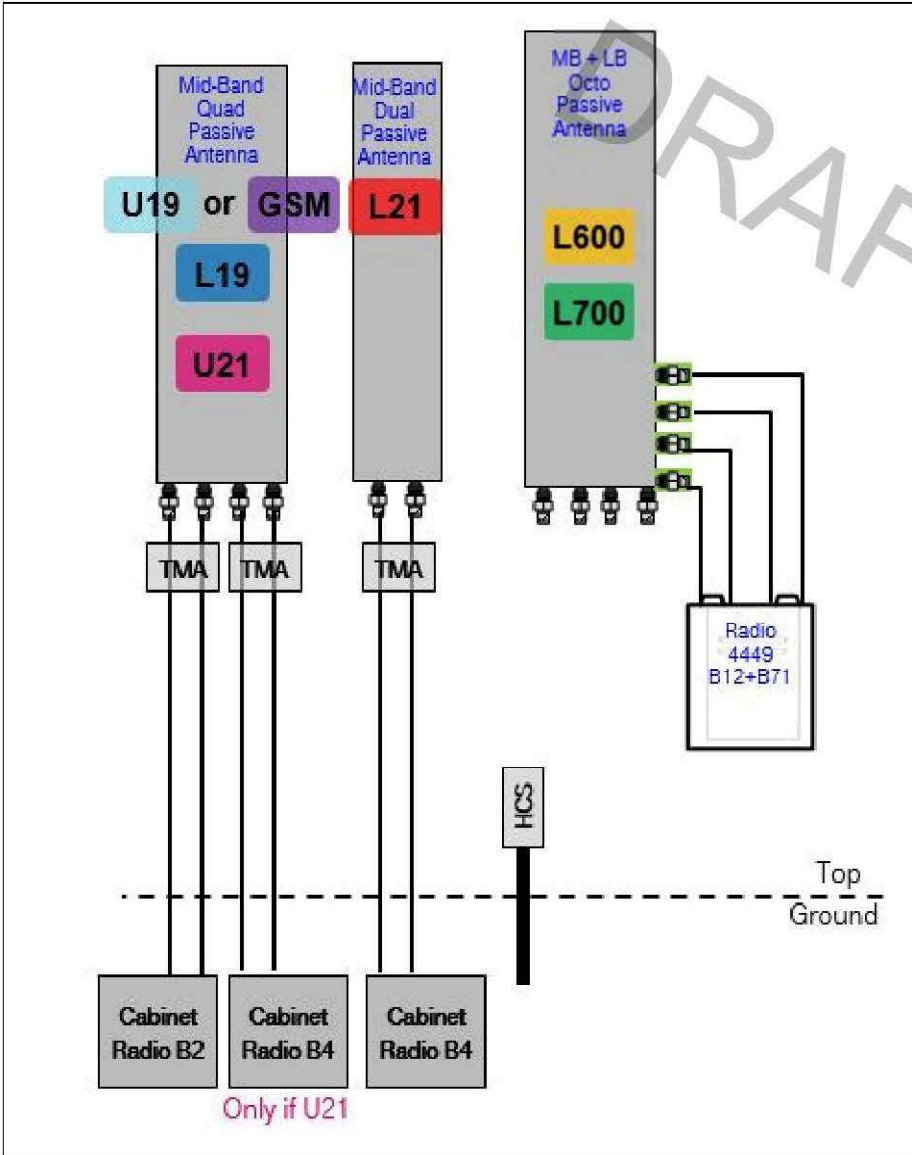 DRAF
Mid-Band
Quad
Passive
Antenna
U19 or GSM
L19
U21
Mid-Band
Dual
Passive
Antenna
L21
MB + LB
Octo
Passive
Antenna
L600
L700
TMA
TMA
TMA
Radio
4449
B12+B71
HCS
Top
Ground
Cabinet
Radio B2
Cabinet
Radio B4
Only if U21
Cabinet
Radio B4